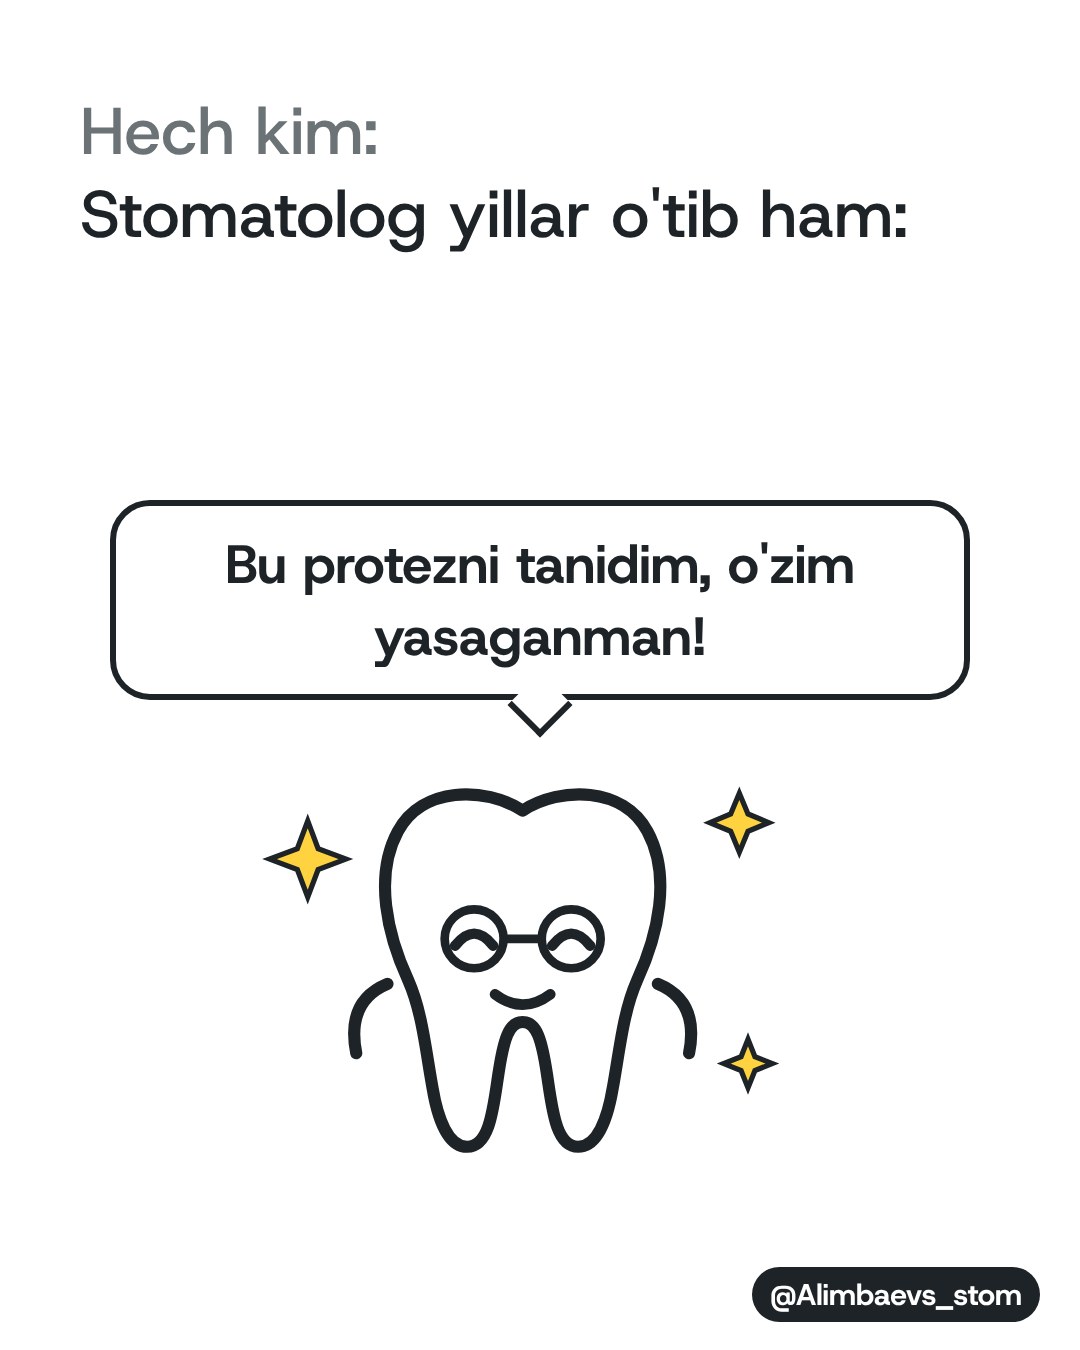 Hech kim:
Stomatolog yillar o'tib ham:
Bu protezni tanidim, o'zim
yasaganman!
@Alimbaevs_stom